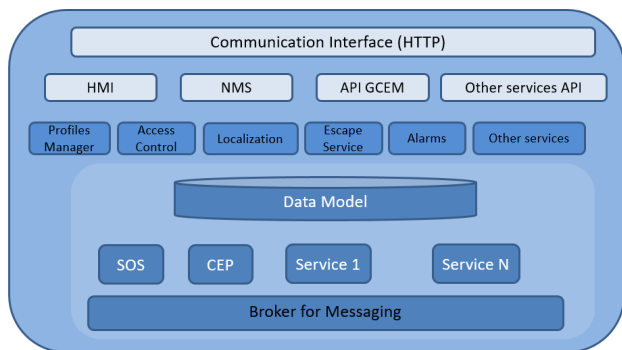 Communication Interface (HTTP)
HMI
NMS
API GCEM
Other services API
Profiles
Manager
Access
Control
Localization
Escape
Service
Alarms
Other services
Data Model
SOS
CEP
Service 1
Service N
Broker for Messaging